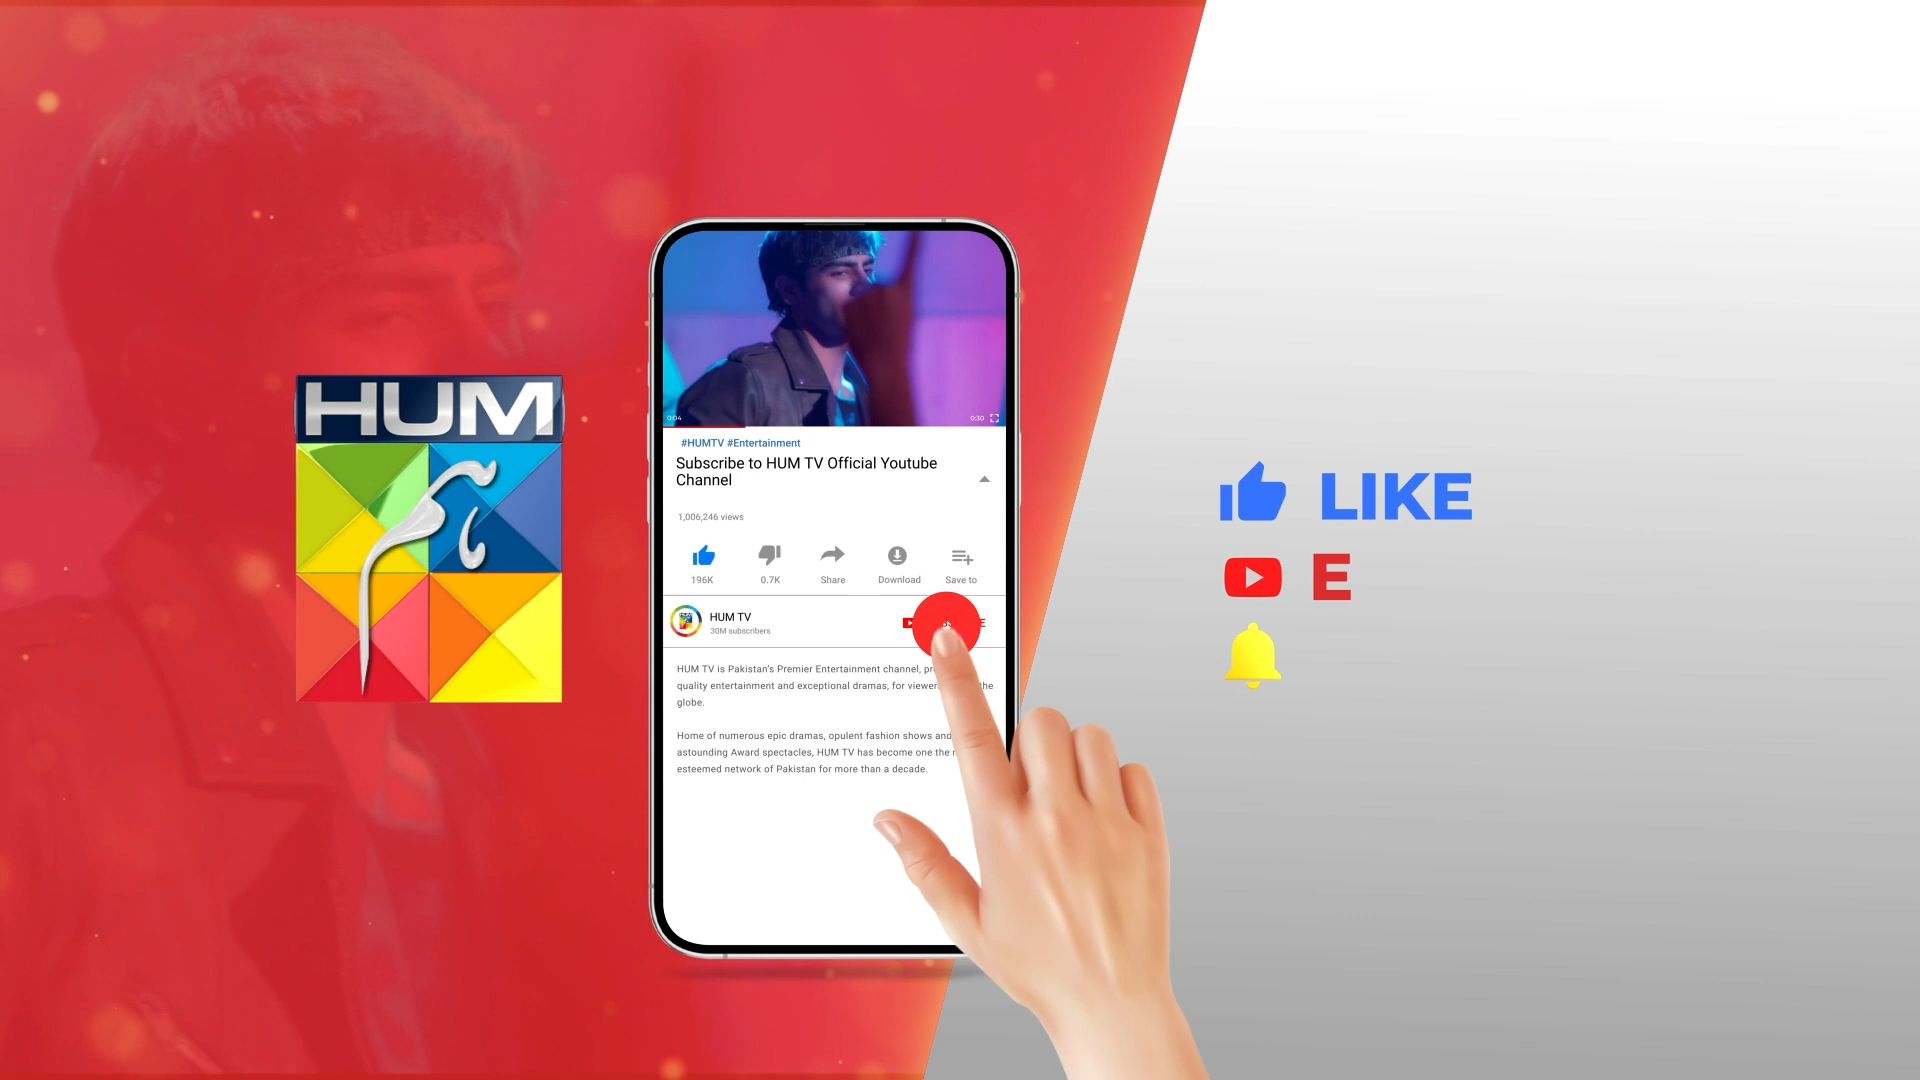 HUM
ہم
0:04
0:30
#HUMTV #Entertainment
Subscribe to HUM TV Official Youtube
Channel
1,006,246 views
196K
0.7K
Share
Download
Save to
HUM TV
30M subscribers
E
HUM TV is Pakistan's Premier Entertainment channel,
quality entertainment and exceptional dramas, for the
globe.
Home of numerous epic dramas, opulent fashion shows and
astounding Award spectacles, HUM TV has become one the
esteemed network of Pakistan for more than a decade.
LIKE
E